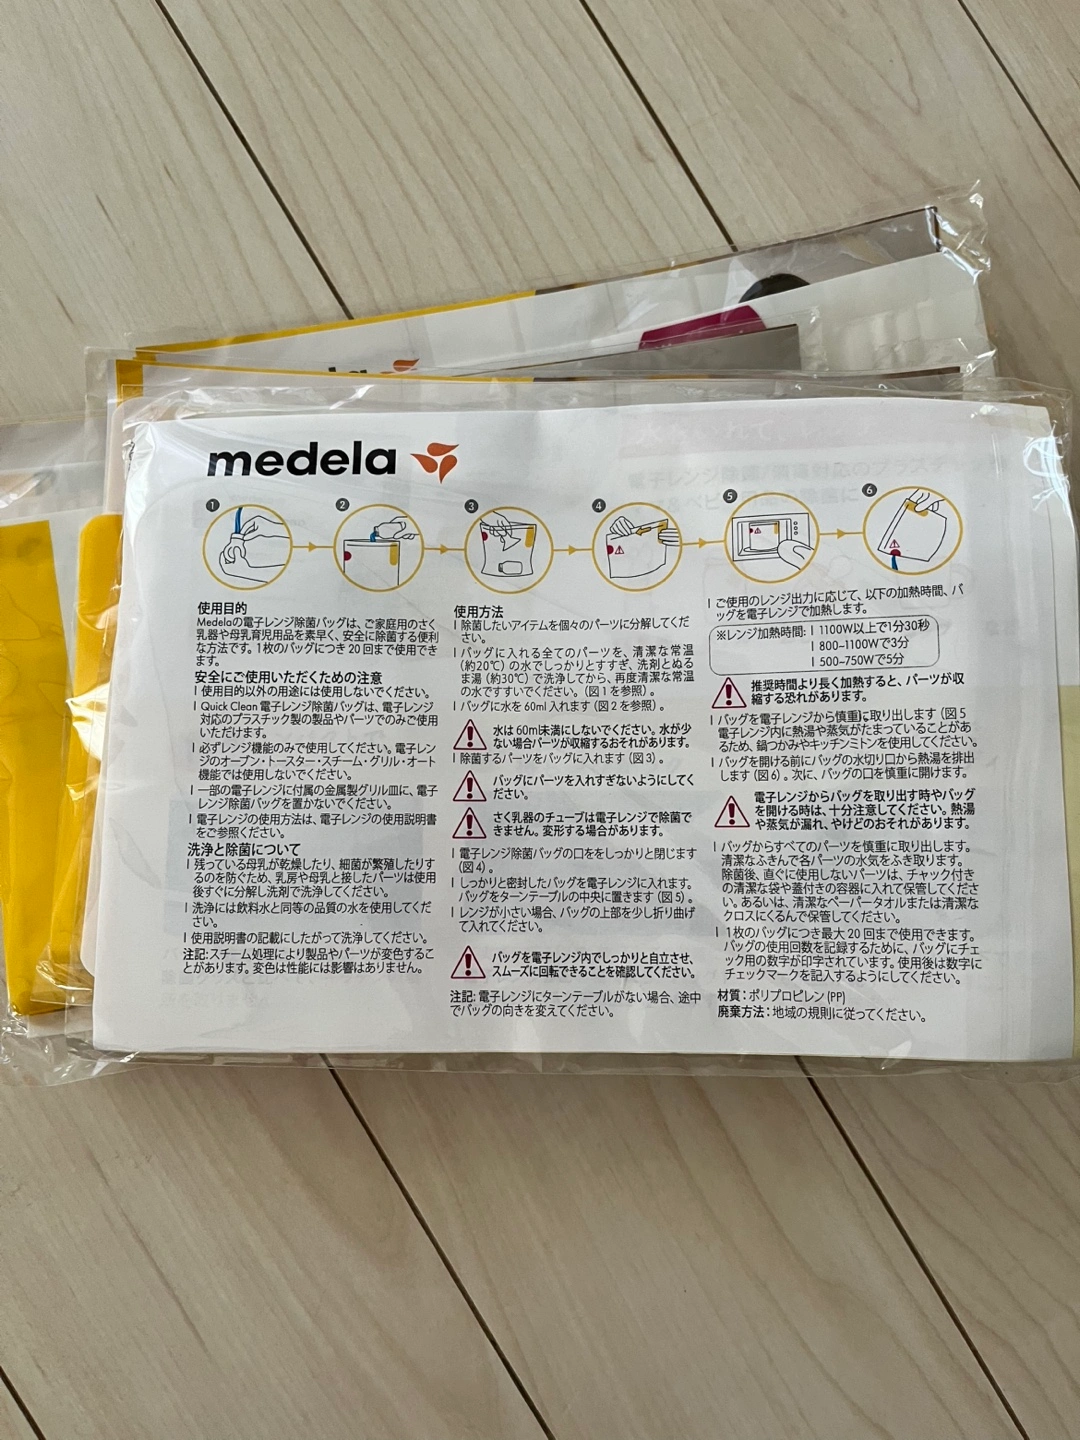 medela
1
2
3
4
5
6
使用目的
Medelaの電子レンジ除菌バッグは、ご家庭用のさく
乳器や母乳育児用品を素早く、安全に除菌する便利
な方法です。1枚のバッグにつき20回まで使用でき
ます。
安全にご使用いただくための注意
| 使用目的以外の用途には使用しないでください。
| Quick Clean 電子レンジ除菌バッグは、電子レンジ
対応のプラスチック製の製品やパーツでのみご使用
いただけます。
| 必ずレンジ機能のみで使用してください。電子レン
ジのオーブン・トースター・スチーム・グリル・オート
機能では使用しないでください。
| 一部の電子レンジに付属の金属製グリル皿に、電子
レンジ除菌バッグを置かないでください。
| 電子レンジの使用方法は、電子レンジの使用説明書
をご参照ください。
洗浄と除菌について
| 残っている母乳が乾燥したり、細菌が繁殖したりす
るのを防ぐため、乳房や母乳と接したパーツは使用
後すぐに分解し洗剤で洗浄してください。
| 洗浄には飲料水と同等の品質の水を使用してくだ
さい。
| 使用説明書の記載にしたがって洗浄してください。
注記:スチーム処理により製品やパーツが変色するこ
とがあります。変色は性能には影響はありません。
使用方法
| 除菌したいアイテムを個々のパーツに分解してくだ
さい。
| バッグに入れる全てのパーツを、清潔な常温
(約20℃) の水でしっかりとすすぎ、洗剤とぬる
ま湯(約30℃)で洗浄してから、再度清潔な常温
の水ですすいでください。(図1を参照)。
| バッグに水を60ml入れます(図2を参照)。
水は60ml未満にしないでください。水が少
ない場合パーツが収縮するおそれがあります。
| 除菌するパーツをバッグに入れます(図3)。
バッグにパーツを入れすぎないようにしてく
ださい。
さく乳器のチューブは電子レンジで除菌で
きません。変形する場合があります。
| 電子レンジ除菌バッグの口をしっかりと閉じます
(図4)。
| しっかりと密封したバッグを電子レンジに入れます。
バッグをターンテーブルの中央に置きます(図5)。
| レンジが小さい場合、バッグの上部を少し折り曲げ
て入れてください。
バッグを電子レンジ内でしっかりと自立させ、
スムーズに回転できることを確認してください。
注記: 電子レンジにターンテーブルがない場合、途中
でバッグの向きを変えてください。
| ご使用のレンジ出力に応じて、以下の加熱時間、バ
ッグを電子レンジで加熱します。
※レンジ加熱時間: | 1100W以上で1分30秒
| 800-1100Wで3分
| 500-750Wで5分
推奨時間より長く加熱すると、パーツが収
縮する恐れがあります。
| バッグを電子レンジから慎重に取り出します(図5
電子レンジ内に熱湯や蒸気がたまっていることがあ
るため、鍋つかみやキッチンミトンを使用してください。
| バッグを開ける前にバッグの水切り口から熱湯を排出
します(図6)。次に、バッグの口を慎重に開けます。
電子レンジからバッグを取り出す時やバッグ
を開ける時は、十分注意してください。熱湯
や蒸気が漏れ、やけどのおそれがあります。
| バッグからすべてのパーツを慎重に取り出します。
清潔なふきんで各パーツの水気をふき取ります。
除菌後、直ぐに使用しないパーツは、チャック付き
の清潔な袋や蓋付きの容器に入れて保管してくださ
い。あるいは、清潔なペーパータオルまたは清潔な
クロスにくるんで保管してください。
| 1枚のバッグにつき最大20回まで使用できます。
バッグの使用回数を記録するために、バッグにチェ
ック用の数字が印字されています。使用後は数字に
チェックマークを記入するようにしてください。
材質:ポリプロピレン(PP)
廃棄方法:地域の規則に従ってください。